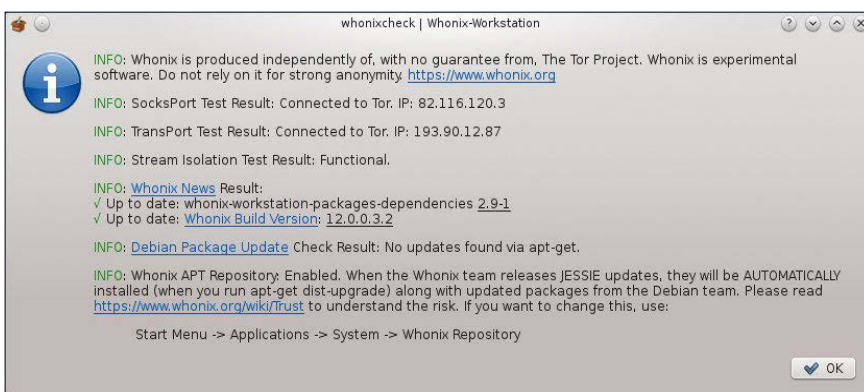 whonixcheck | Whonix-Workstation
INFO: Whonix is produced independently of, with no guarantee from, The Tor Project. Whonix is experimental
software. Do not rely on it for strong anonymity. https://www.whonix.org
INFO: SocksPort Test Result: Connected to Tor. IP: 82.116.120.3
INFO: TransPort Test Result: Connected to Tor. IP: 193.90.12.87
INFO: Stream Isolation Test Result: Functional.
INFO: Whonix News Result:
√ Up to date: whonix-workstation-packages-dependencies 2.9-1
√ Up to date: Whonix Build Version: 12.0.0.3.2
INFO: Debian Package Update Check Result: No updates found via apt-get.
INFO: Whonix APT Repository: Enabled. When the Whonix team releases JESSIE updates, they will be AUTOMATICALLY
installed (when you run apt-get dist-upgrade) along with updated packages from the Debian team. Please read
https://www.whonix.org/wiki/Trust to understand the risk. If you want to change this, use:
Start Menu -> Applications -> System -> Whonix Repository
OK